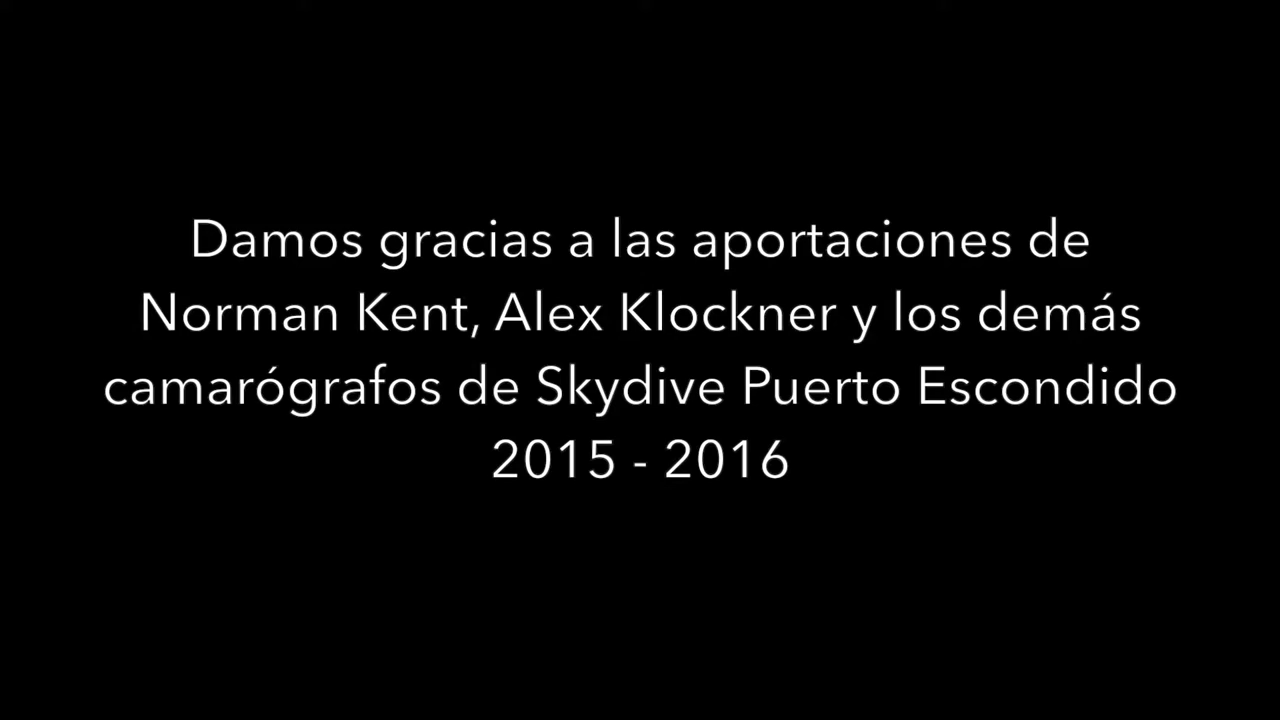 Damos gracias a las aportaciones de
Norman Kent, Alex Klockner y los demás
camarógrafos de Skydive Puerto Escondido
2015 - 2016